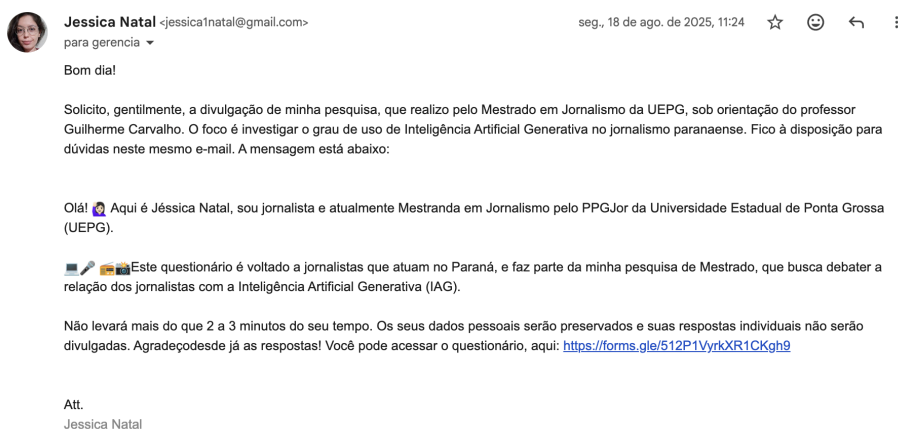 Jessica Natal <jessica1natal@gmail.com>
seg., 18 de ago. de 2025, 11:24
para gerencia
Bom dia!
Solicito, gentilmente, a divulgação de minha pesquisa, que realizo pelo Mestrado em Jornalismo da UEPG, sob orientação do professor
Guilherme Carvalho. O foco é investigar o grau de uso de Inteligência Artificial Generativa no jornalismo paranaense. Fico à disposição para
dúvidas neste mesmo e-mail. A mensagem está abaixo:
Olá! 🙋🏻‍♀️ Aqui é Jéssica Natal, sou jornalista e atualmente Mestranda em Jornalismo pelo PPGJor da Universidade Estadual de Ponta Grossa
(UEPG).
💻🎤 📻📸Este questionário é voltado a jornalistas que atuam no Paraná, e faz parte da minha pesquisa de Mestrado, que busca debater a
relação dos jornalistas com a Inteligência Artificial Generativa (IAG).
Não levará mais do que 2 a 3 minutos do seu tempo. Os seus dados pessoais serão preservados e suas respostas individuais não serão
divulgadas. Agradeçodesde já as respostas! Você pode acessar o questionário, aqui: https://forms.gle/512P1VyrkXR1CKgh9
Att.
Jessica Natal